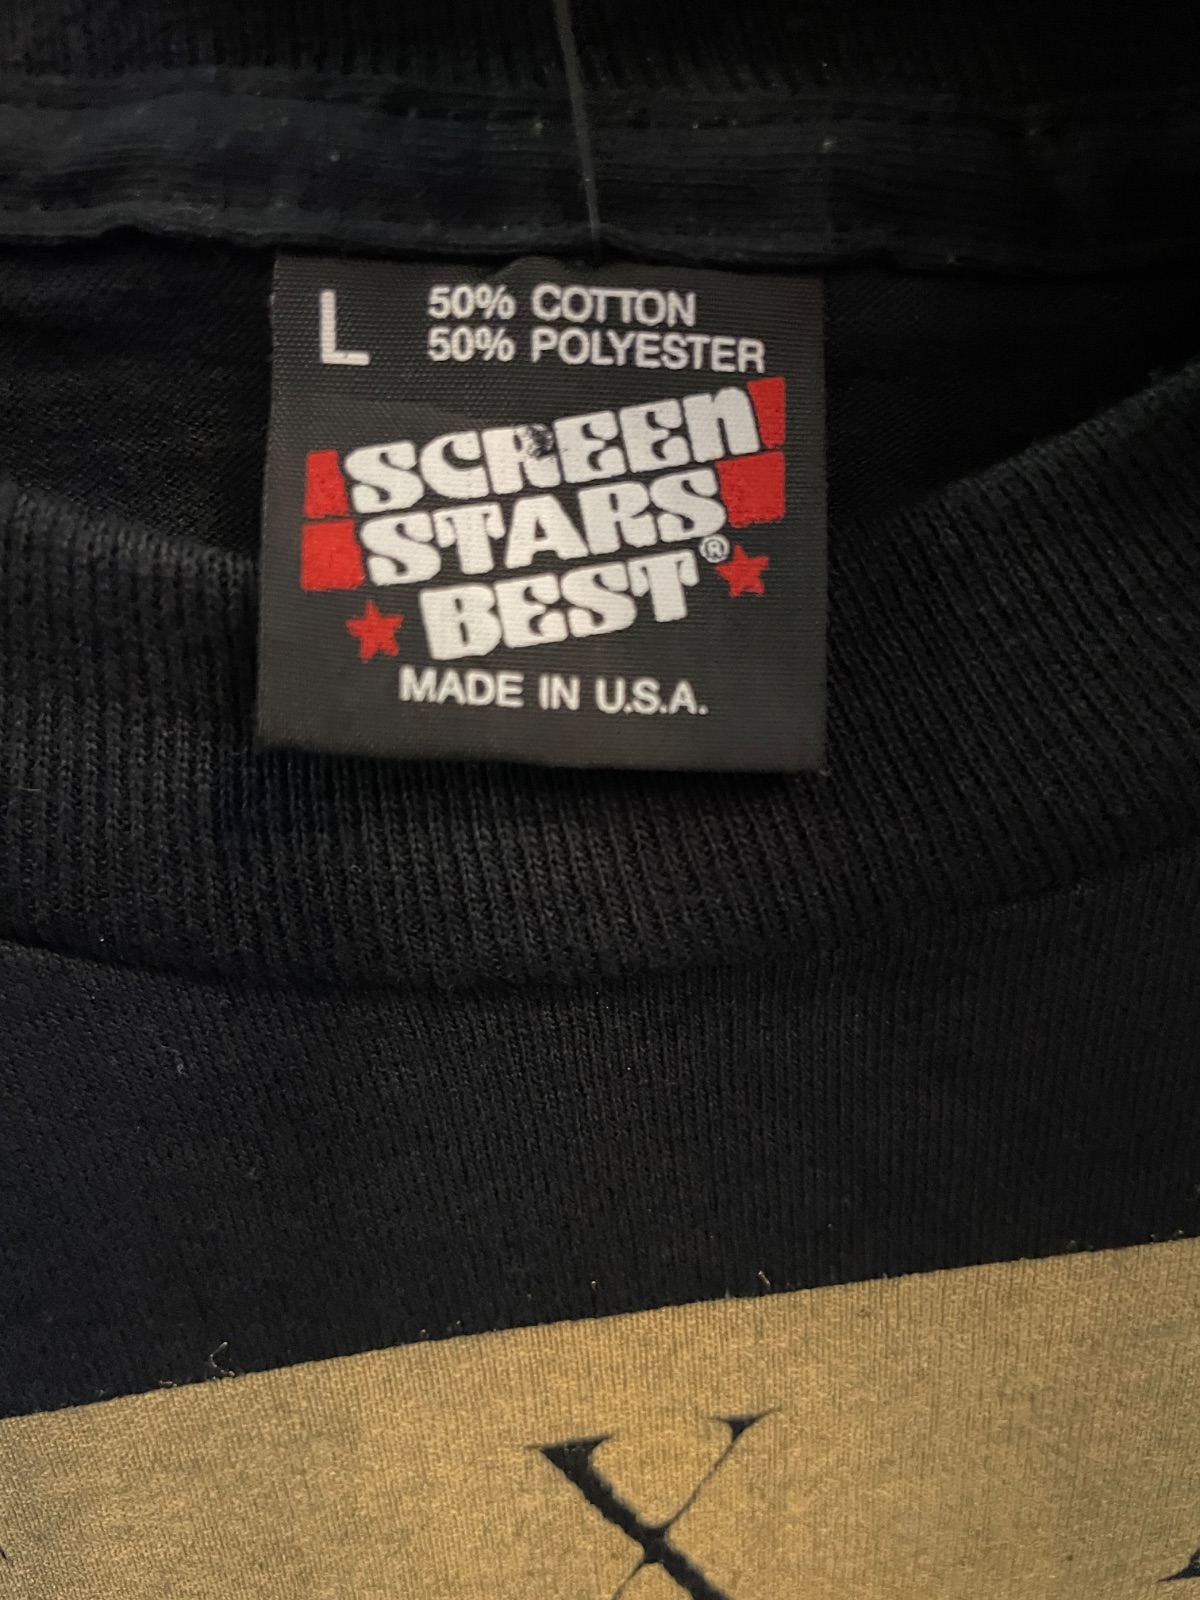 L
50% COTTON
50% POLYESTER
SCREEN
STARS
BEST®
MADE IN U.S.A.
X